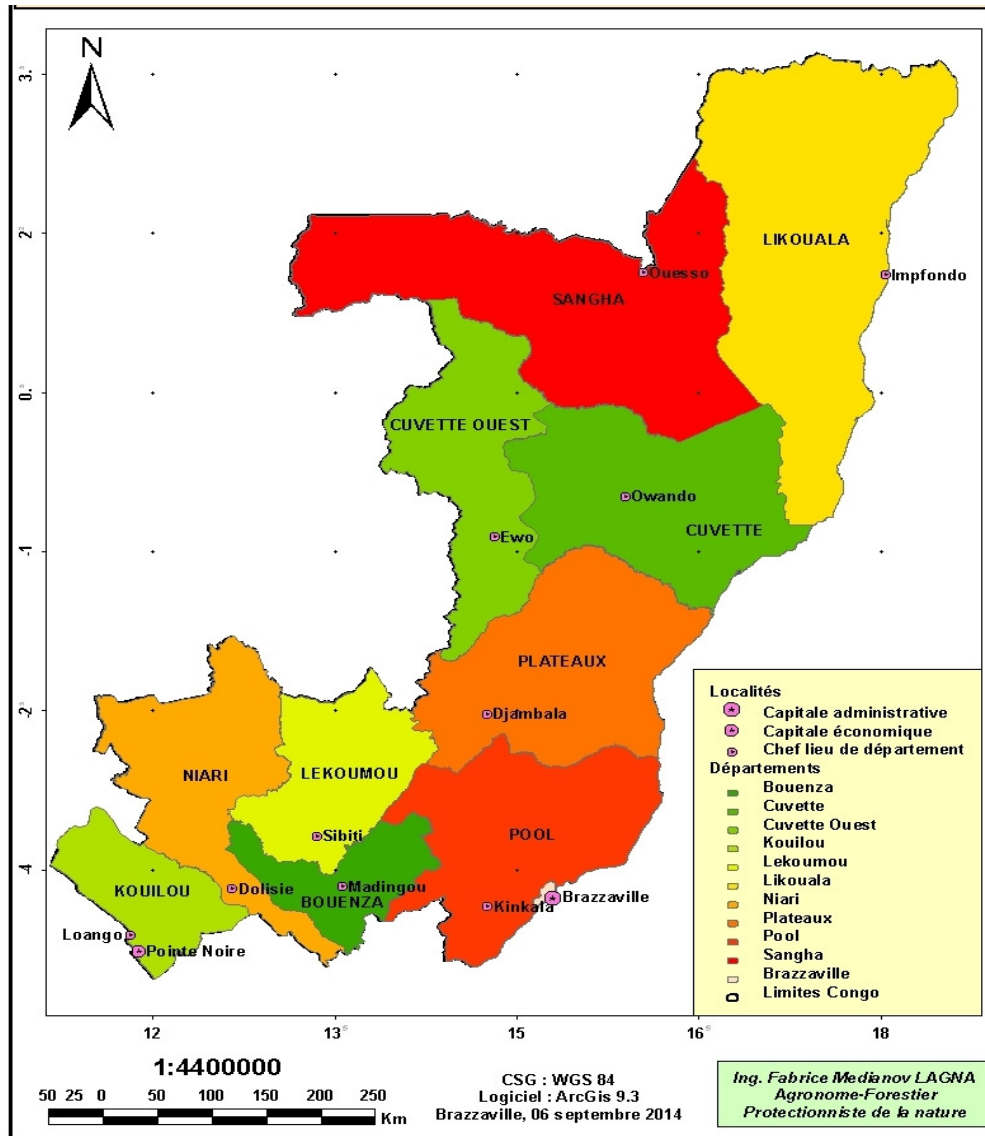 N
3.°
2°
0.°
-1
-2
4
LIKOUALA
Ouesso
Impfondo
SANGHA
CUVETTE OUEST
Owando
CUVETTE
Ewo
PLATEAUX
Djambala
NIARI
LEKOUMOU
Sibiti
POOL
KOUILOU
Dolisie
Madingou
BOUENZA
Kinkala
Brazzaville
Loango
Pointe Noire
Localités
Capitale administrative
Capitale économique
Chef lieu de département
Départements
Bouenza
Cuvette
Cuvette Ouest
Kouilou
Lekoumou
Likouala
Niari
Plateaux
Pool
Sangha
Brazzaville
Limites Congo
12 13⁵ 15 16⁵ 18
1:4400000
50 25 0 50 100 150 200 250
Km
CSG : WGS 84
Logiciel : ArcGis 9.3
Brazzaville, 06 septembre 2014
Ing. Fabrice Medianov LAGNA
Agronome-Forestier
Protectionniste de la nature